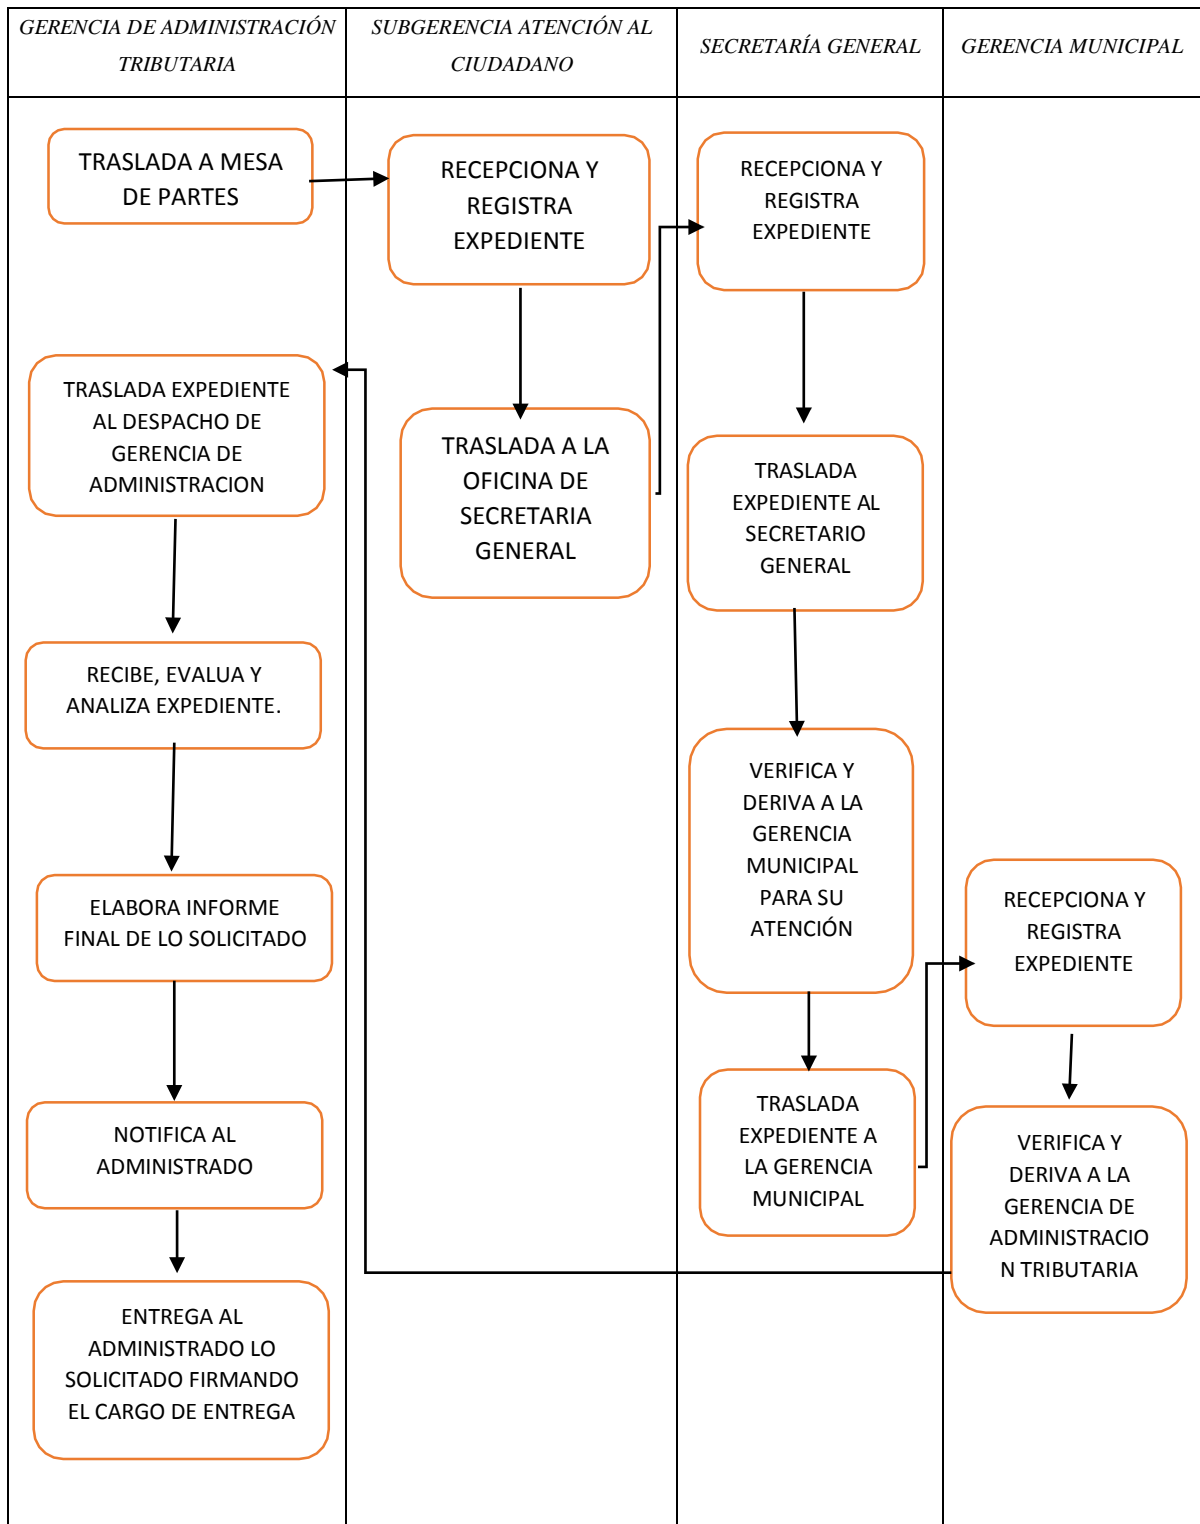 GERENCIA DE ADMINISTRACIÓN
TRIBUTARIA
SUBGERENCIA ATENCIÓN AL
CIUDADANO
SECRETARÍA GENERAL
GERENCIA MUNICIPAL
TRASLADA A MESA
DE PARTES
RECEPCIONA Y
REGISTRA
EXPEDIENTE
RECEPCIONA Y
REGISTRA
EXPEDIENTE
TRASLADA EXPEDIENTE
AL DESPACHO DE
GERENCIA DE
ADMINISTRACION
TRASLADA A LA
OFICINA DE
SECRETARIA
GENERAL
TRASLADA
EXPEDIENTE AL
SECRETARIO
GENERAL
RECIBE, EVALUA Y
ANALIZA EXPEDIENTE.
VERIFICA Y
DERIVA A LA
GERENCIA
MUNICIPAL
PARA SU
ATENCIÓN
ELABORA INFORME
FINAL DE LO SOLICITADO
RECEPCIONA Y
REGISTRA
EXPEDIENTE
TRASLADA
EXPEDIENTE A
LA GERENCIA
MUNICIPAL
NOTIFICA AL
ADMINISTRADO
VERIFICA Y
DERIVA A LA
GERENCIA DE
ADMINISTRACIO
N TRIBUTARIA
ENTREGA AL
ADMINISTRADO LO
SOLICITADO FIRMANDO
EL CARGO DE ENTREGA